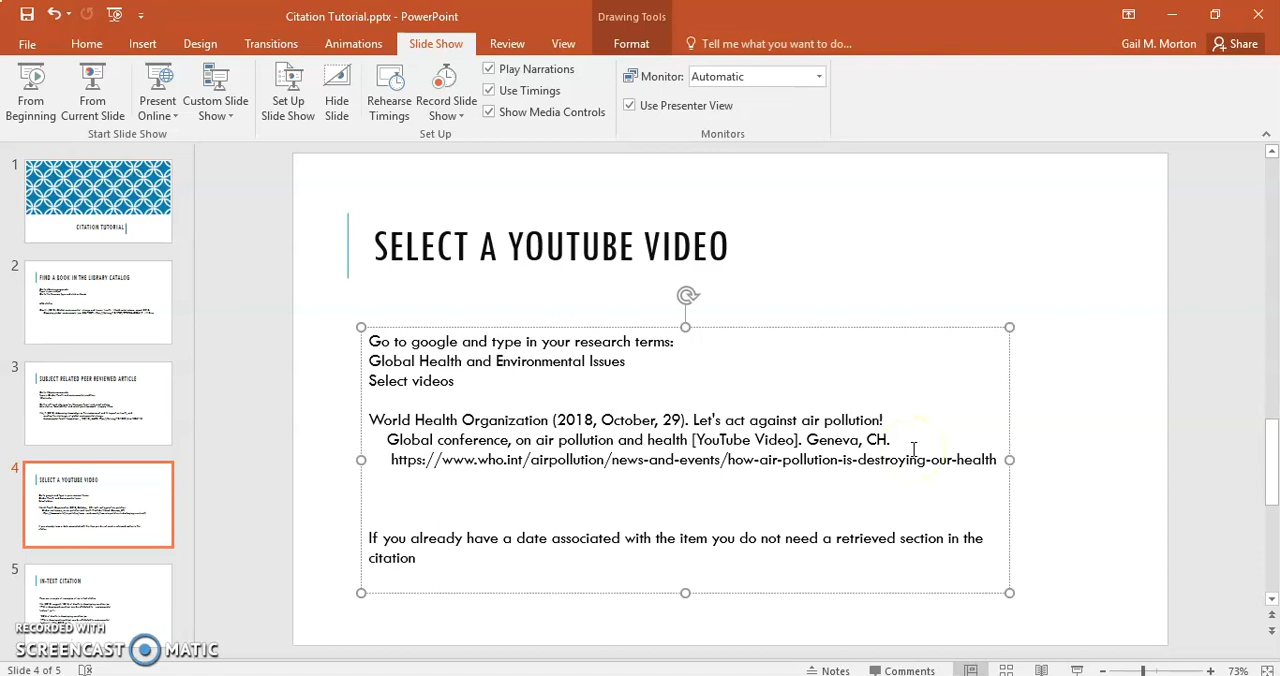 Citation Tutorial.pptx - PowerPoint
Drawing Tools
File Home Insert Design Transitions Animations Slide Show Review View Format Tell me what you want to do... Gail M. Morton Share
From Beginning
From Current Slide
Present Online
Custom Slide Show
Set Up Slide Show
Hide Slide
Rehearse Timings
Record Slide Show
Play Narrations
Use Timings
Show Media Controls
Monitor: Automatic
Use Presenter View
Start Slide Show
Set Up
Monitors
1
CITATION TUTORIAL
2
FIND A BOOK IN THE LIBRARY CATALOG
3
SUBJECT RELATED PEER REVIEWED ARTICLE
4
SELECT A YOUTUBE VIDEO
5
IN-TEXT CITATION
SELECT A YOUTUBE VIDEO
Go to google and type in your research terms:
Global Health and Environmental Issues
Select videos
World Health Organization (2018, October, 29). Let's act against air pollution!
Global conference, on air pollution and health [YouTube Video]. Geneva, CH.
https://www.who.int/airpollution/news-and-events/how-air-pollution-is-destroying-our-health
If you already have a date associated with the item you do not need a retrieved section in the
citation
RECORDED WITH
SCREENCAST MATIC
Slide 4 of 5
Notes
Comments
73%